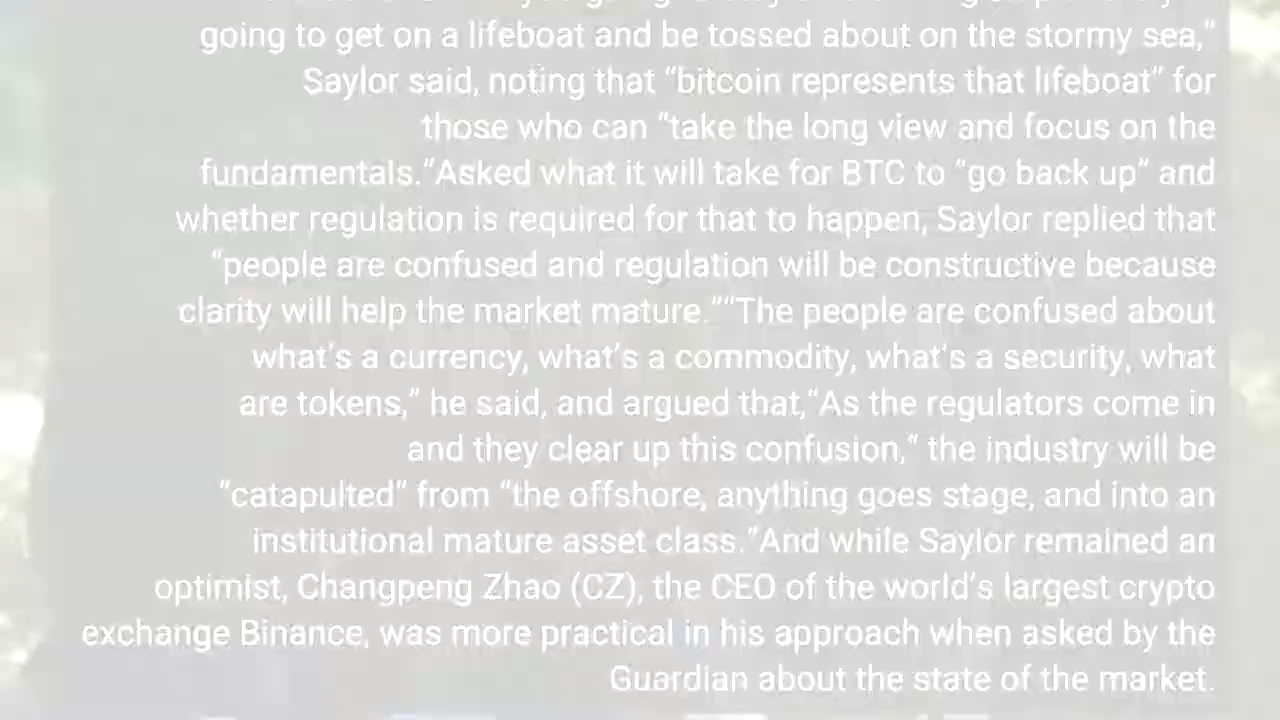 going to get on a lifeboat and be tossed about on the stormy sea,"
Saylor said, noting that “bitcoin represents that lifeboat” for
those who can “take the long view and focus on the
fundamentals.”Asked what it will take for BTC to “go back up” and
whether regulation is required for that to happen, Saylor replied that
“people are confused and regulation will be constructive because
clarity will help the market mature.”“The people are confused about
what’s a currency, what’s a commodity, what’s a security, what
are tokens,” he said, and argued that,“As the regulators come in
and they clear up this confusion,” the industry will be
“catapulted” from “the offshore, anything goes stage, and into an
institutional mature asset class.”And while Saylor remained an
optimist, Changpeng Zhao (CZ), the CEO of the world’s largest crypto
exchange Binance, was more practical in his approach when asked by the
Guardian about the state of the market.